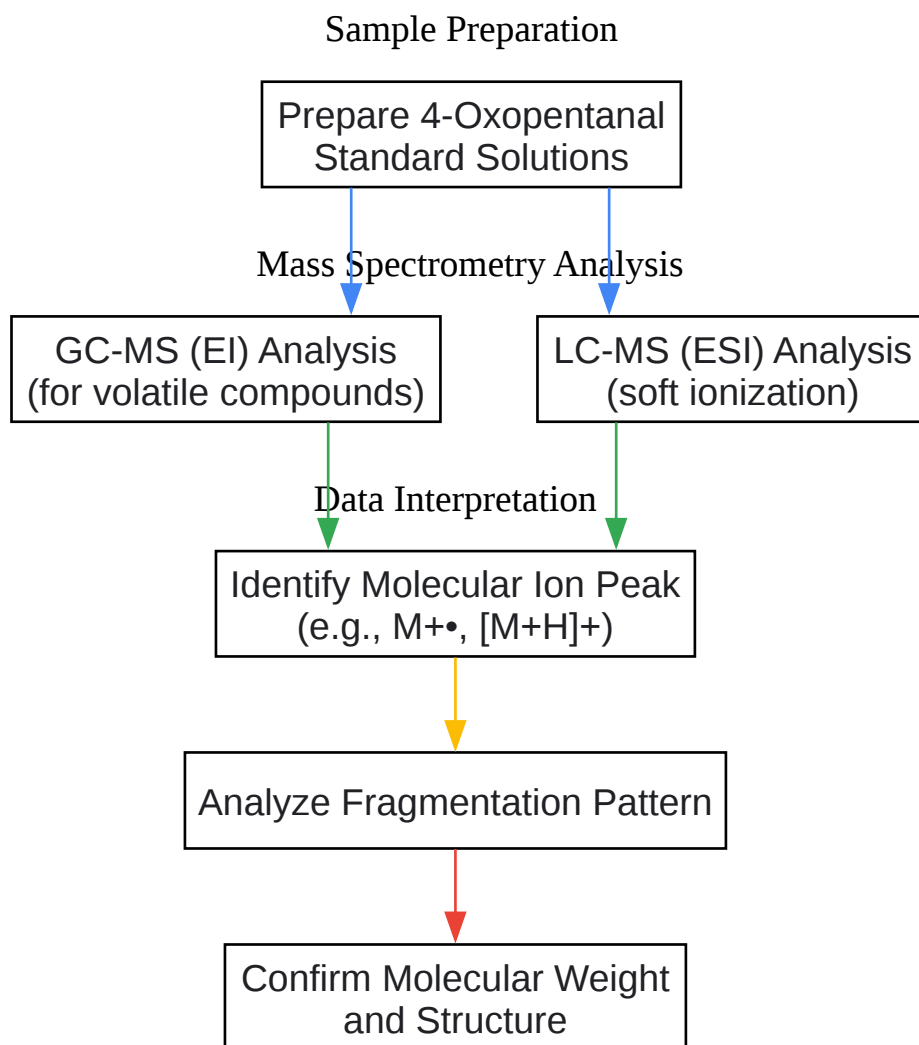 Sample Preparation
Prepare 4-Oxopentanal
Standard Solutions
Mass Spectrometry Analysis
GC-MS (EI) Analysis
(for volatile compounds)
LC-MS (ESI) Analysis
(soft ionization)
Data Interpretation
Identify Molecular Ion Peak
(e.g., M+•, [M+H]+)
Analyze Fragmentation Pattern
Confirm Molecular Weight
and Structure